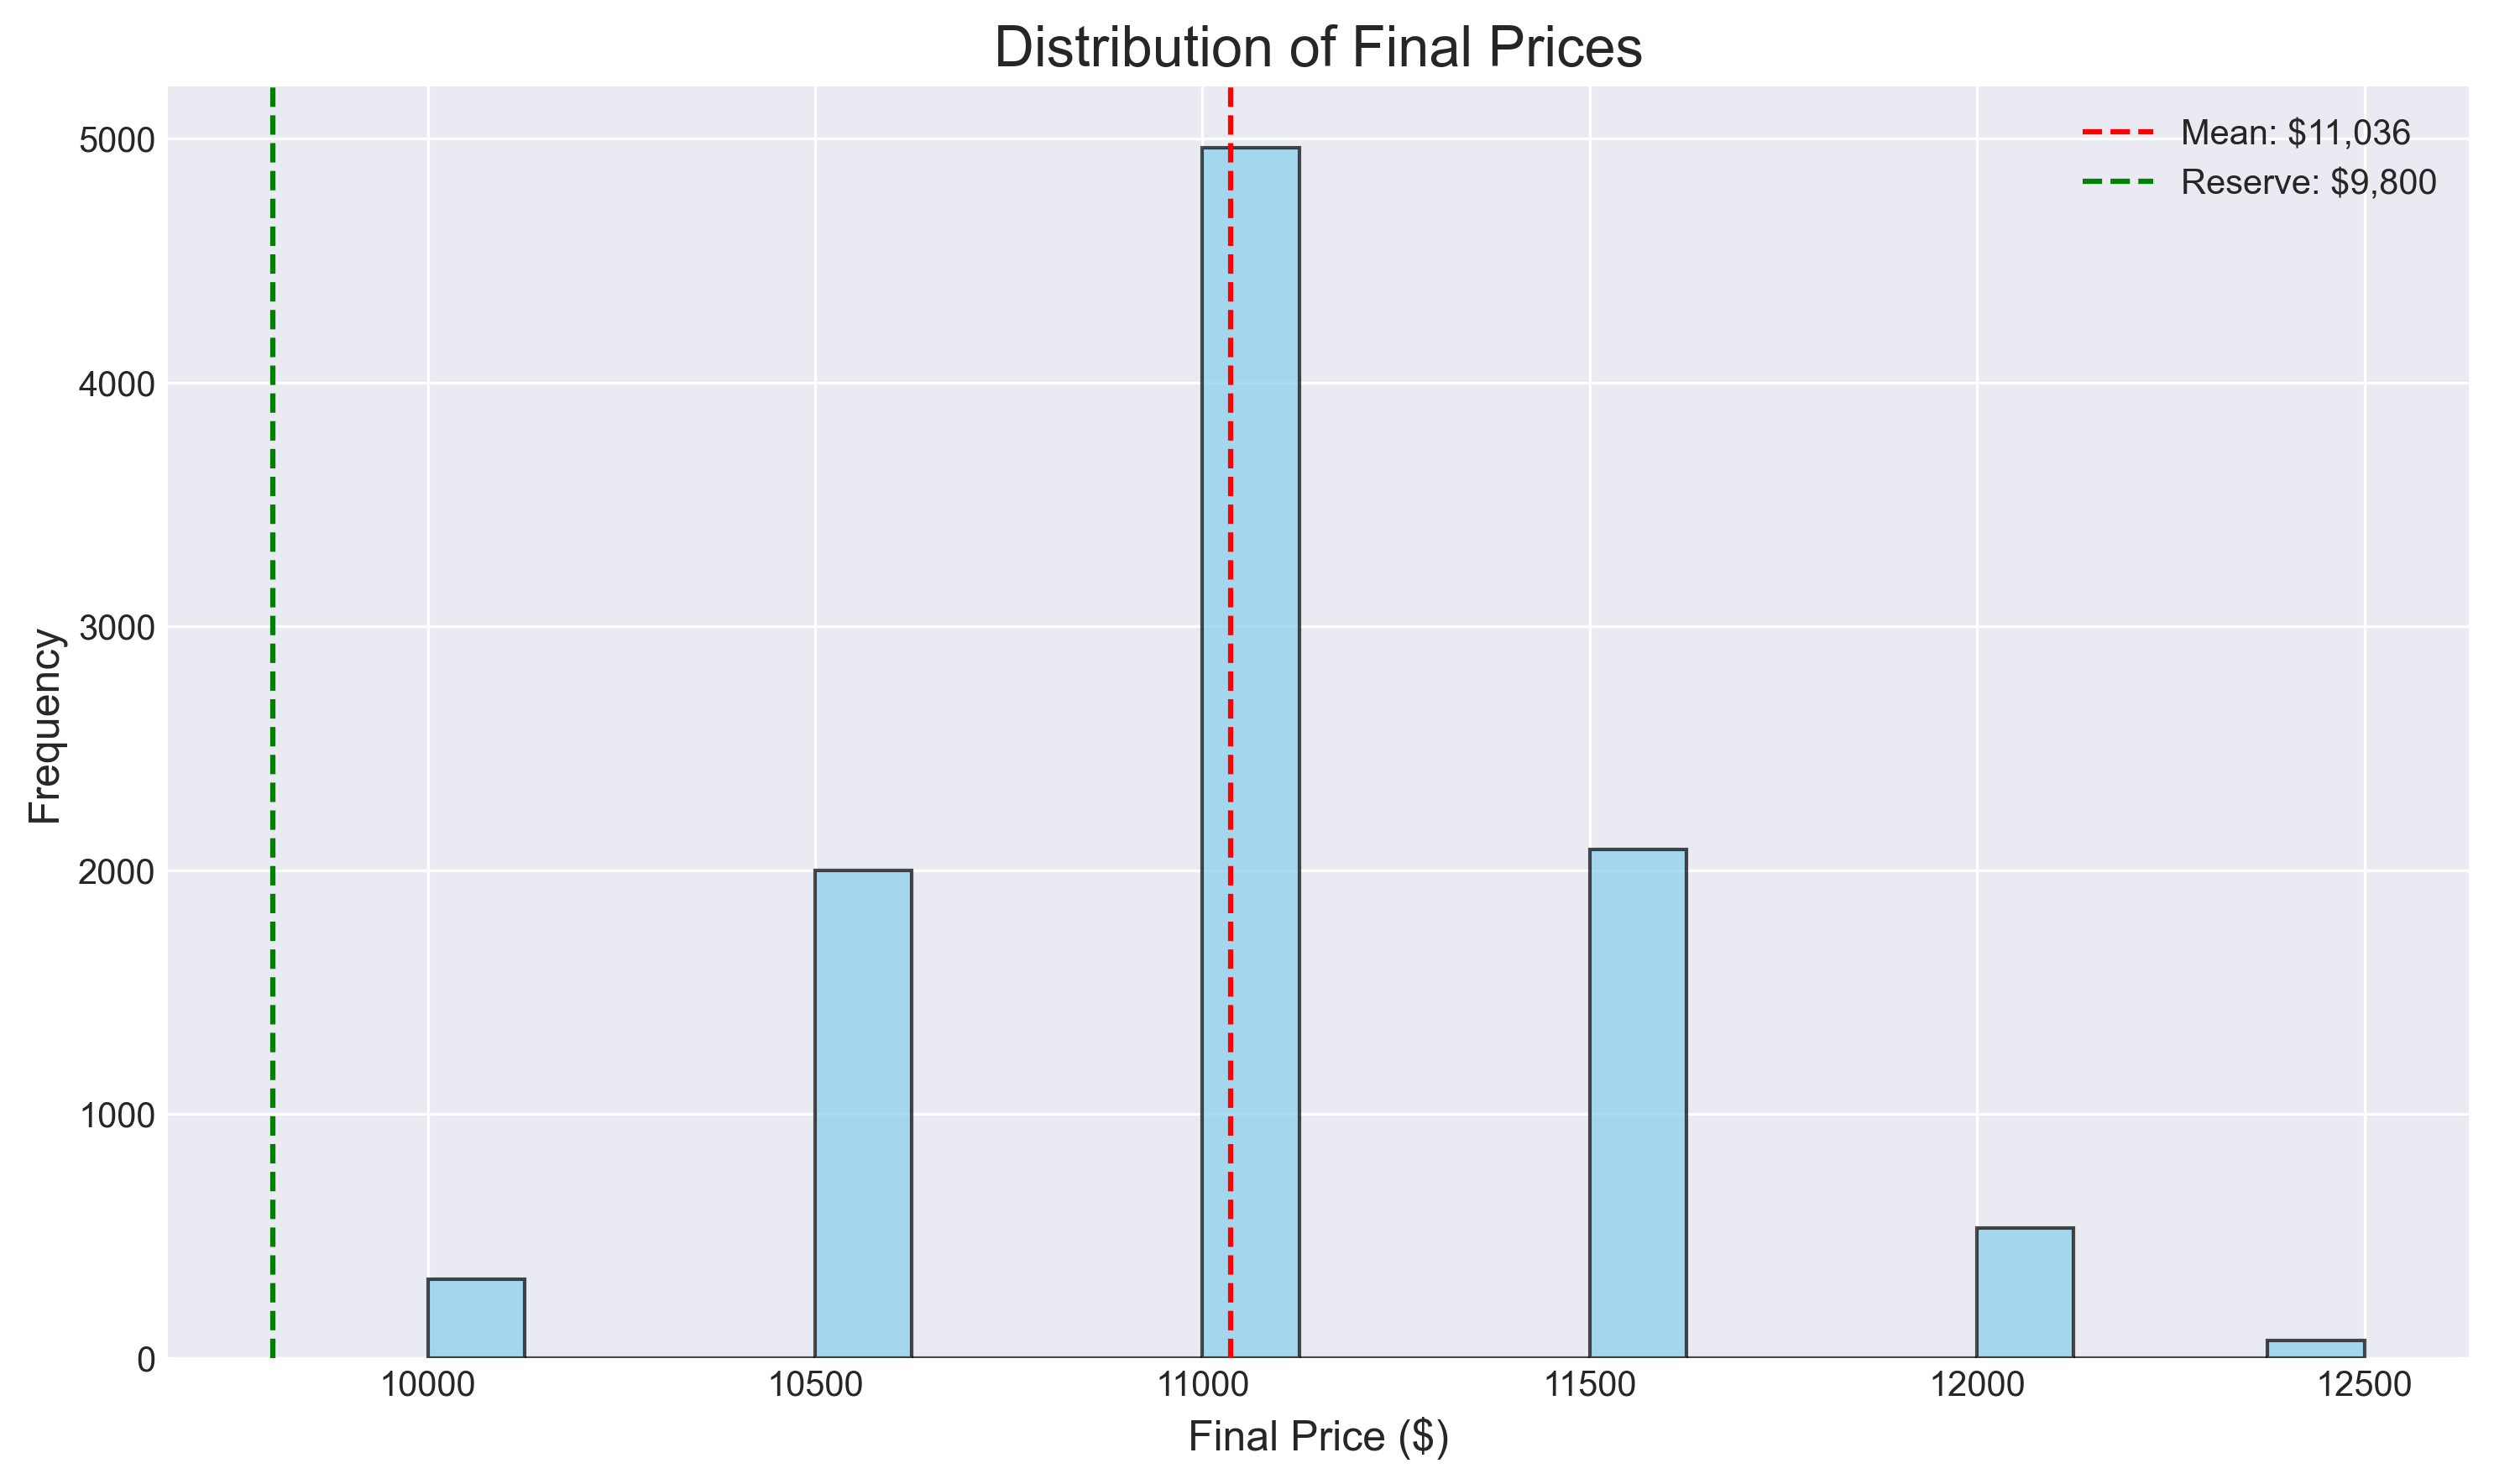 Distribution of Final Prices
Mean: $11,036
Reserve: $9,800
5000
4000
3000
2000
1000
0
Frequency
10000 10500 11000 11500 12000 12500
Final Price ($)